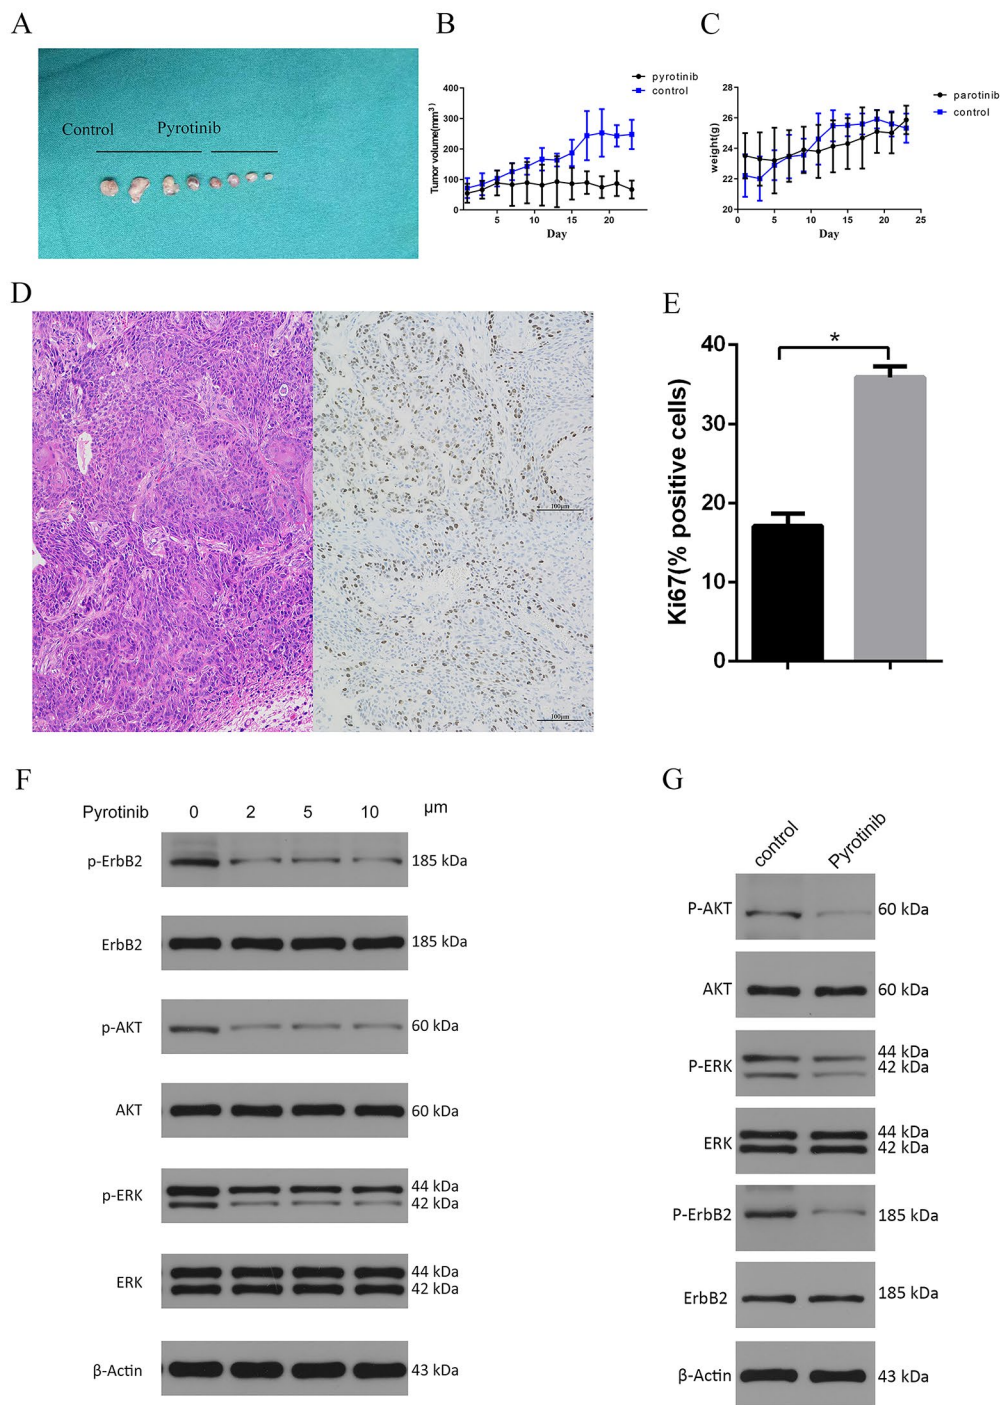 A
Control Pyrotinib
B
pyrotinib
control
Tumor volume(mm³)
400
300
200
100
0
5 10 15 20
Day
C
parotinib
control
weight(g)
28
26
24
22
20
0 5 10 15 20 25
Day
D
100μm
100μm
E
Ki67(% positive cells)
40
30
20
10
0
*
F
Pyrotinib 0 2 5 10 μm
p-ErbB2 185 kDa
ErbB2 185 kDa
p-AKT 60 kDa
AKT 60 kDa
p-ERK 44 kDa
42 kDa
ERK 44 kDa
42 kDa
β-Actin 43 kDa
G
control Pyrotinib
P-AKT 60 kDa
AKT 60 kDa
P-ERK 44 kDa
42 kDa
ERK 44 kDa
42 kDa
P-ErbB2 185 kDa
ErbB2 185 kDa
β-Actin 43 kDa